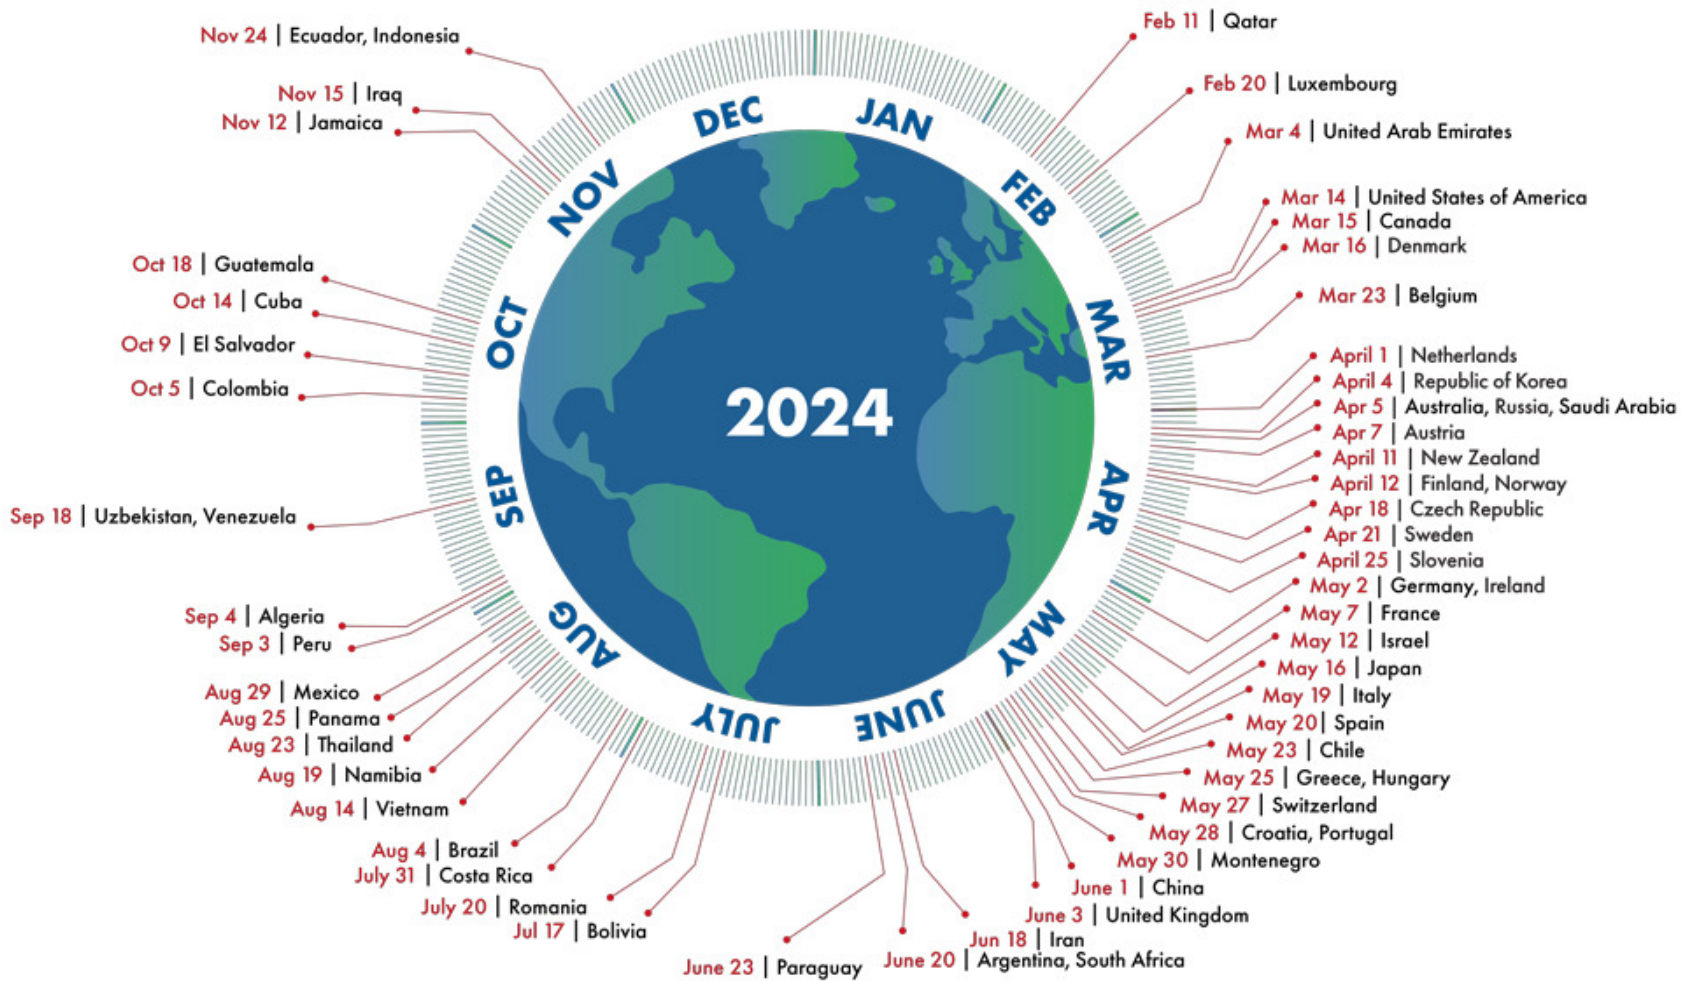 DEC
JAN
FEB
MAR
APR
MAY
JUNE
JULY
AUG
SEP
OCT
NOV
2024
Feb 11 | Qatar
Feb 20 | Luxembourg
Mar 4 | United Arab Emirates
Mar 14 | United States of America
Mar 15 | Canada
Mar 16 | Denmark
Mar 23 | Belgium
April 1 | Netherlands
April 4 | Republic of Korea
Apr 5 | Australia, Russia, Saudi Arabia
Apr 7 | Austria
April 11 | New Zealand
April 12 | Finland, Norway
Apr 18 | Czech Republic
Apr 21 | Sweden
April 25 | Slovenia
May 2 | Germany, Ireland
May 7 | France
May 12 | Israel
May 16 | Japan
May 19 | Italy
May 20 | Spain
May 23 | Chile
May 25 | Greece, Hungary
May 27 | Switzerland
May 28 | Croatia, Portugal
May 30 | Montenegro
June 1 | China
June 3 | United Kingdom
Jun 18 | Iran
June 20 | Argentina, South Africa
June 23 | Paraguay
Jul 17 | Bolivia
July 20 | Romania
July 31 | Costa Rica
Aug 4 | Brazil
Aug 14 | Vietnam
Aug 19 | Namibia
Aug 23 | Thailand
Aug 25 | Panama
Aug 29 | Mexico
Sep 3 | Peru
Sep 4 | Algeria
Sep 18 | Uzbekistan, Venezuela
Oct 5 | Colombia
Oct 9 | El Salvador
Oct 14 | Cuba
Oct 18 | Guatemala
Nov 12 | Jamaica
Nov 15 | Iraq
Nov 24 | Ecuador, Indonesia